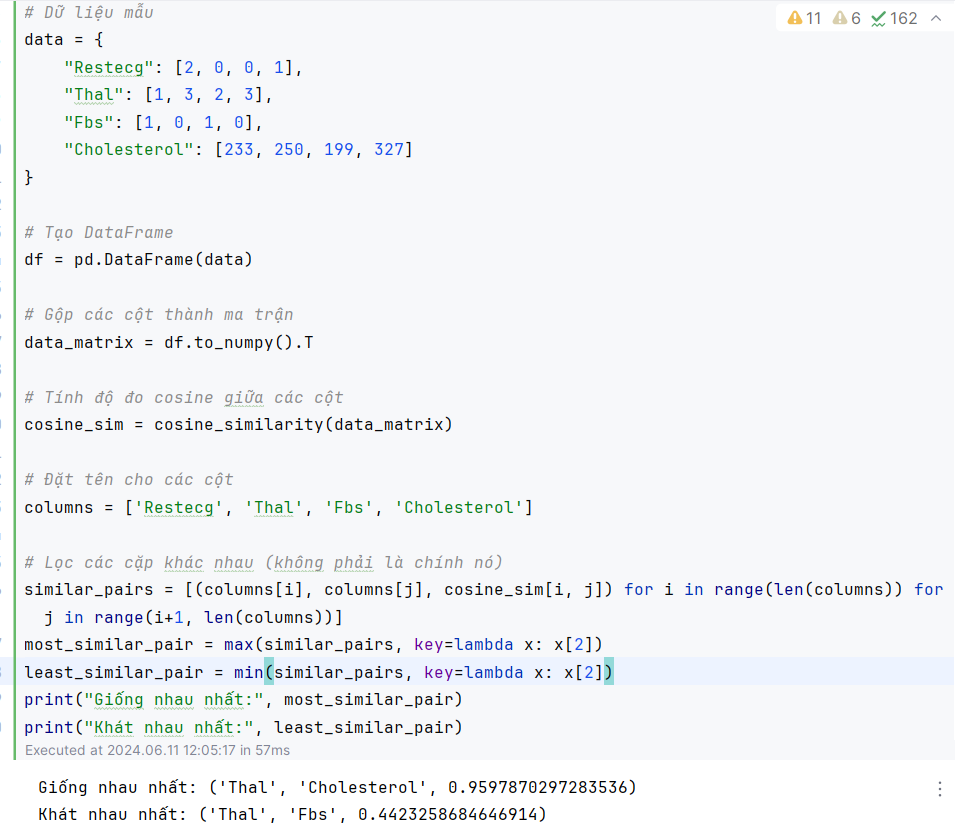 # Dữ liệu mẫu
11 6 162
data = {
"Restecg": [2, 0, 0, 1],
"Thal": [1, 3, 2, 3],
"Fbs": [1, 0, 1, 0],
"Cholesterol": [233, 250, 199, 327]
}
# Tạo DataFrame
df = pd.DataFrame(data)
# Gộp các cột thành ma trận
data_matrix = df.to_numpy().T
# Tính độ đo cosine giữa các cột
cosine_sim = cosine_similarity(data_matrix)
# Đặt tên cho các cột
columns = ['Restecg', 'Thal', 'Fbs', 'Cholesterol']
# Lọc các cặp khác nhau (không phải là chính nó)
similar_pairs = [(columns[i], columns[j], cosine_sim[i, j]) for i in range(len(columns)) for
j in range(i+1, len(columns))]
most_similar_pair = max(similar_pairs, key=lambda x: x[2])
least_similar_pair = min(similar_pairs, key=lambda x: x[2])
print("Giống nhau nhất:", most_similar_pair)
print("Khát nhau nhất:", least_similar_pair)
Executed at 2024.06.11 12:05:17 in 57ms
Giống nhau nhất: ('Thal', 'Cholesterol', 0.9597870297283536)
Khát nhau nhất: ('Thal', 'Fbs', 0.4423258684646914)